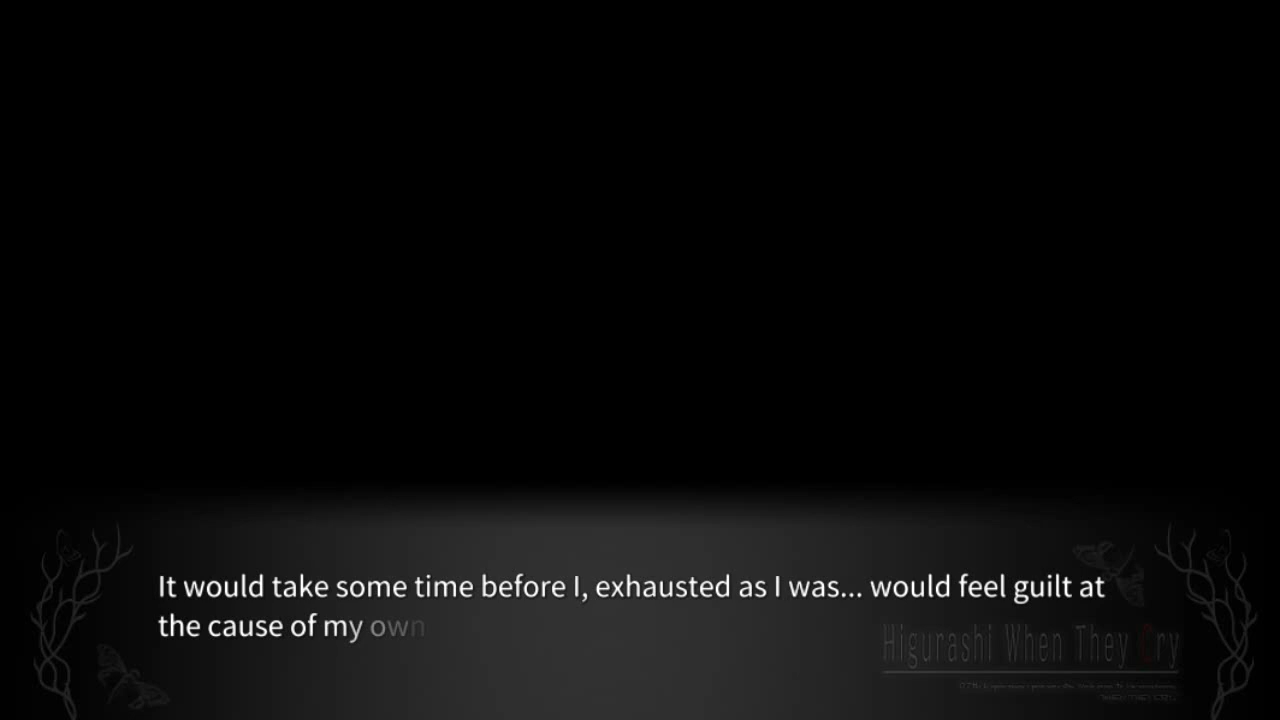 It would take some time before I, exhausted as I was... would feel guilt at
the cause of my own
Higurashi When They Cry